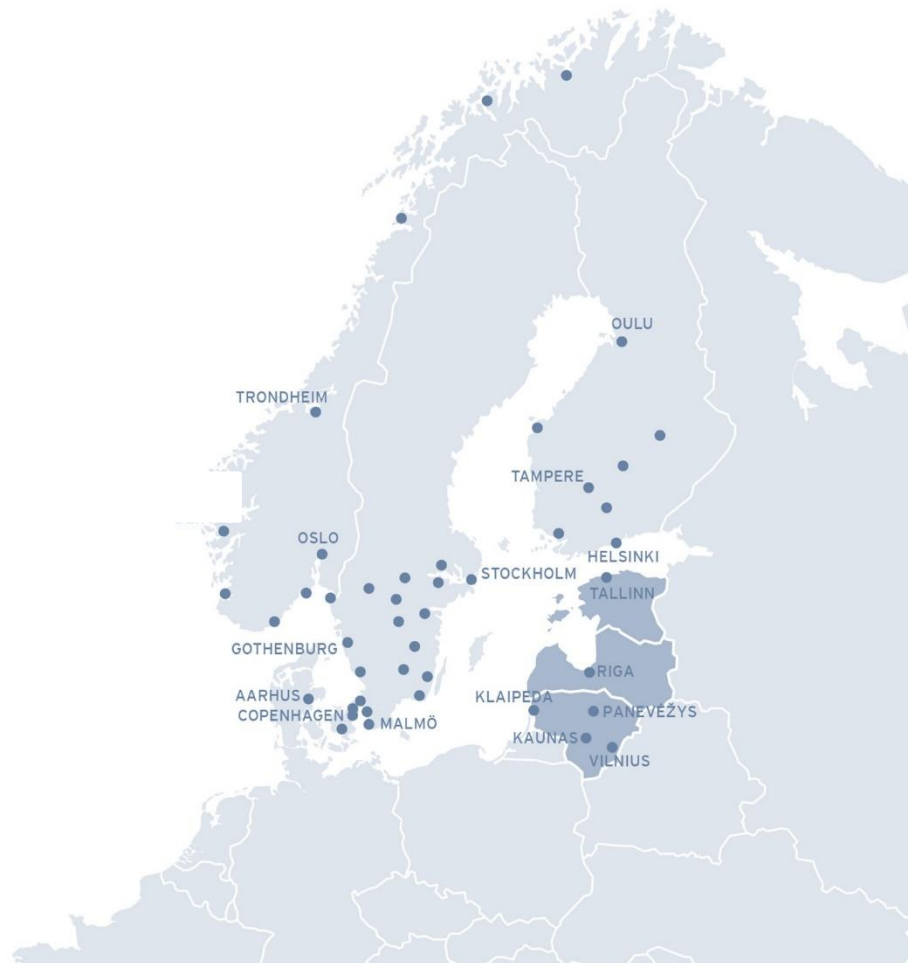 OULU
TRONDHEIM
TAMPERE
OSLO
HELSINKI
STOCKHOLM
TALLINN
GOTHENBURG
RIGA
AARHUS
KLAIPEDA
COPENHAGEN
PANEVĖŽYS
MALMÖ
KAUNAS
VILNIUS